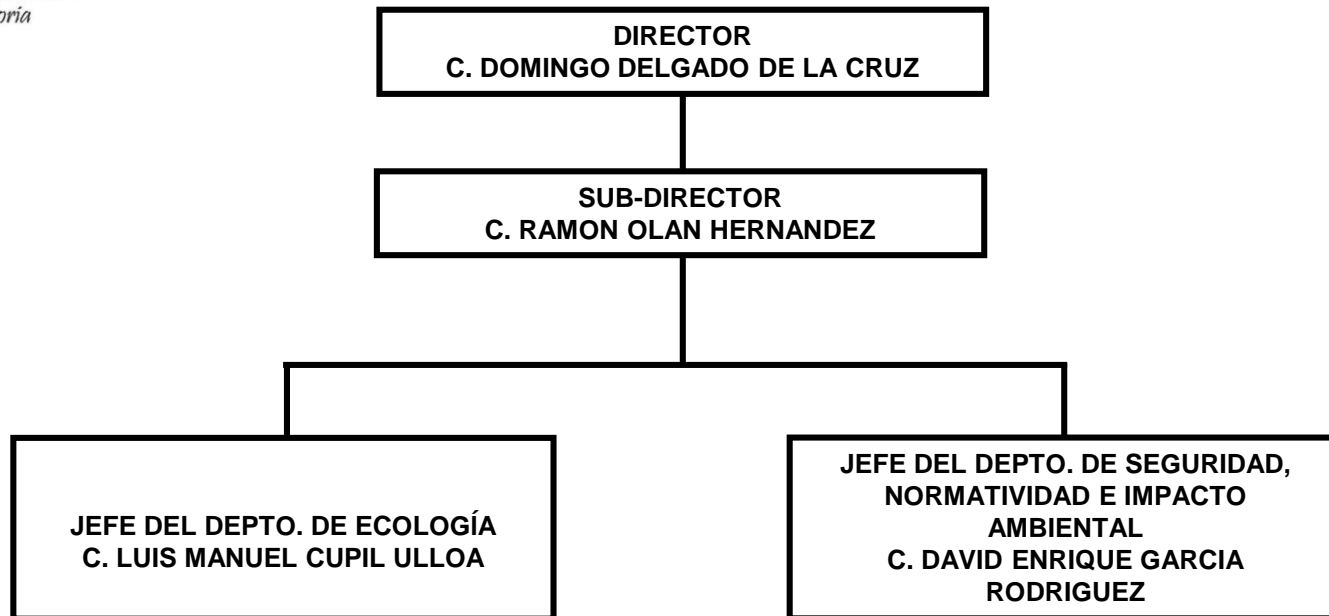 oría
DIRECTOR
C. DOMINGO DELGADO DE LA CRUZ
SUB-DIRECTOR
C. RAMON OLAN HERNANDEZ
JEFE DEL DEPTO. DE ECOLOGÍA
C. LUIS MANUEL CUPIL ULLOA
JEFE DEL DEPTO. DE SEGURIDAD,
NORMATIVIDAD E IMPACTO
AMBIENTAL
C. DAVID ENRIQUE GARCIA
RODRIGUEZ